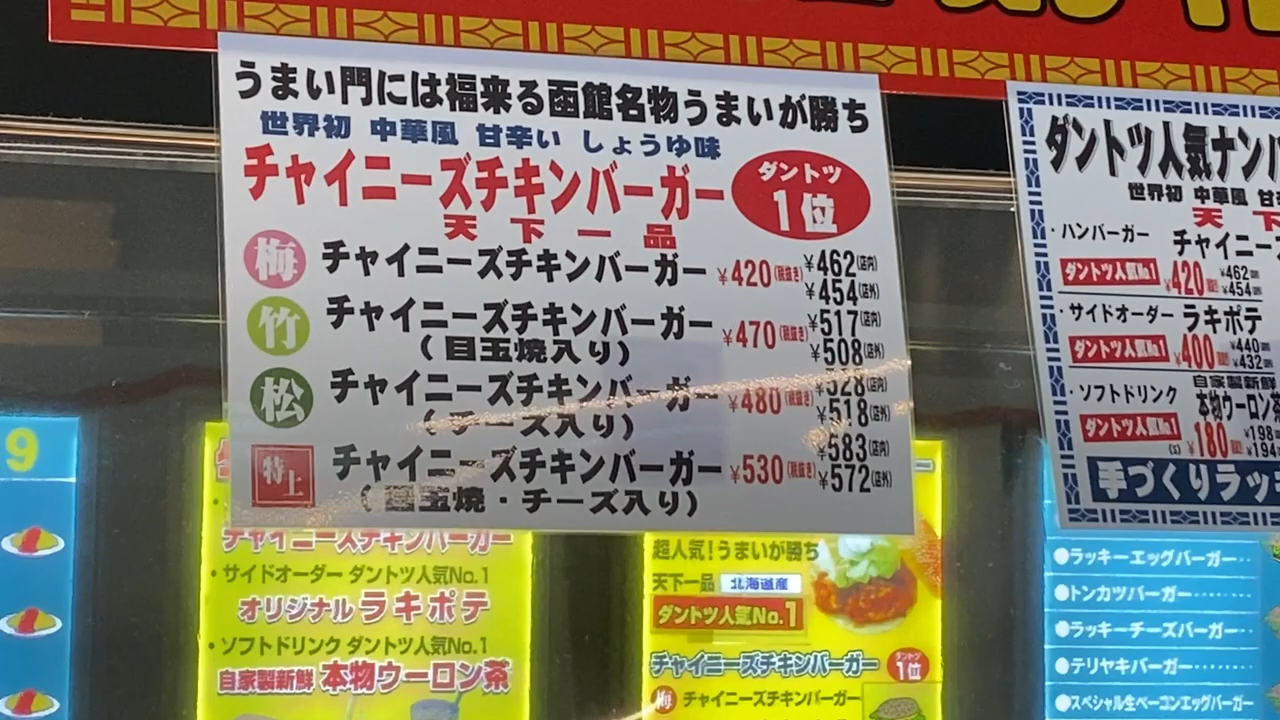 うまい門には福来る函館名物うまいが勝ち
世界初 中華風 甘辛い しょうゆ味
チャイニーズチキンバーガー
ダントツ
1位
天下一品
梅 チャイニーズチキンバーガー ¥420(税抜き) ¥462(店内)
¥454(店外)
竹 チャイニーズチキンバーガー ¥470(税抜き) ¥517(店内)
(目玉焼入り) ¥508(店外)
松 チャイニーズチキンバーガー ¥480(税抜き) ¥528(店内)
(チーズ入り) ¥518(店外)
特上 チャイニーズチキンバーガー ¥530(税抜き) ¥583(店内)
(目玉焼・チーズ入り) ¥572(店外)
ダントツ人気ナン
世界初 中華風 甘
天下
・ハンバーガー チャイニー
ダントツ人気No.1 ¥420 ¥462
¥454
・サイドオーダー ラキポテ
ダントツ人気No.1 ¥400 ¥440
¥432
・ソフトドリンク 自家製新鮮
本物ウーロン茶
ダントツ人気No.1 (S) ¥180 ¥198
¥194
手づくりラッ
9
チャイニーズチキンバーガー
・サイドオーダー ダントツ人気No.1
オリジナルラキポテ
・ソフトドリンク ダントツ人気No.1
自家製新鮮 本物ウーロン茶
超人気!うまいが勝ち
天下一品 北海道産
ダントツ人気No.1
チャイニーズチキンバーガー ダントツ 1位
梅 チャイニーズチキンバーガー
●ラッキーエッグバーガー
●トンカツバーガー
●ラッキーチーズバーガー
●テリヤキバーガー
●スペシャル生ベーコンエッグバーガー